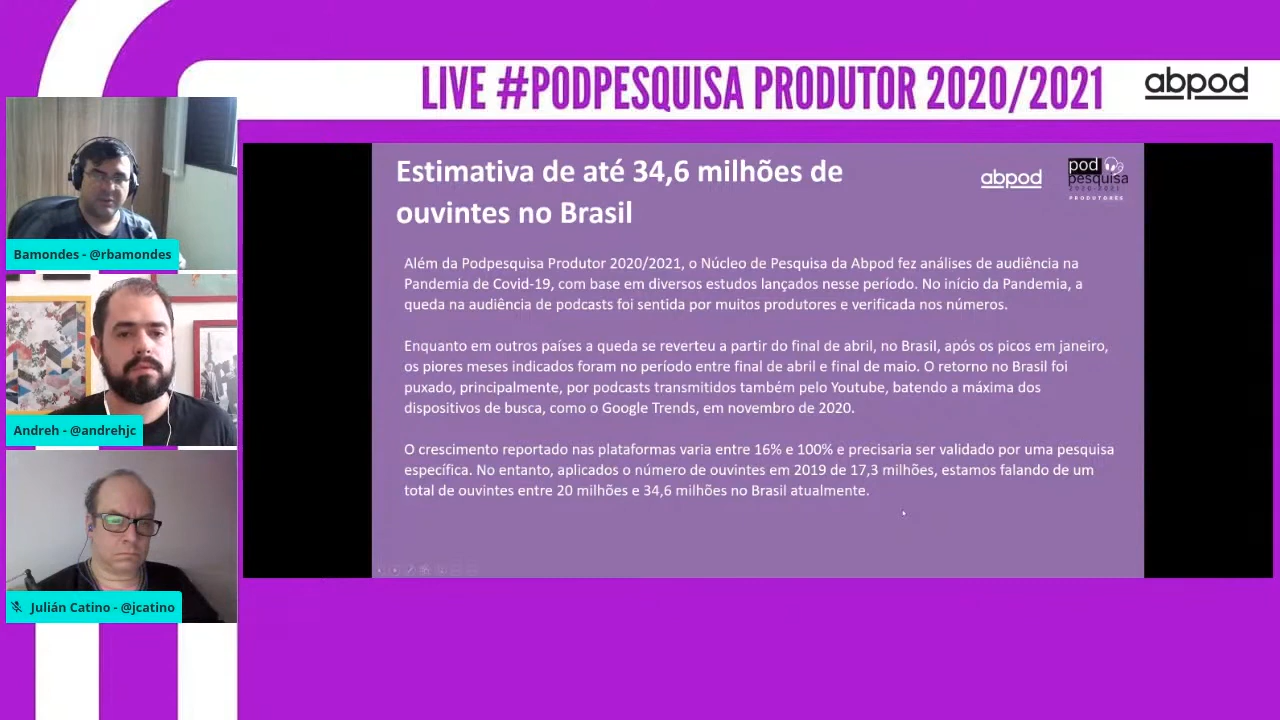 LIVE #PODPESQUISA PRODUTOR 2020/2021
abpod
Bamondes - @rbamondes
Andreh - @andrehjc
Julián Catino - @jcatino
Estimativa de até 34,6 milhões de
ouvintes no Brasil
abpod
pod
pesquisa
2020-2021
PRODUTORES
Além da Podpesquisa Produtor 2020/2021, o Núcleo de Pesquisa da Abpod fez análises de audiência na
Pandemia de Covid-19, com base em diversos estudos lançados nesse período. No início da Pandemia, a
queda na audiência de podcasts foi sentida por muitos produtores e verificada nos números.
Enquanto em outros países a queda se reverteu a partir do final de abril, no Brasil, após os picos em janeiro,
os piores meses indicados foram no período entre final de abril e final de maio. O retorno no Brasil foi
puxado, principalmente, por podcasts transmitidos também pelo Youtube, batendo a máxima dos
dispositivos de busca, como o Google Trends, em novembro de 2020.
O crescimento reportado nas plataformas varia entre 16% e 100% e precisaria ser validado por uma pesquisa
específica. No entanto, aplicados o número de ouvintes em 2019 de 17,3 milhões, estamos falando de um
total de ouvintes entre 20 milhões e 34,6 milhões no Brasil atualmente.